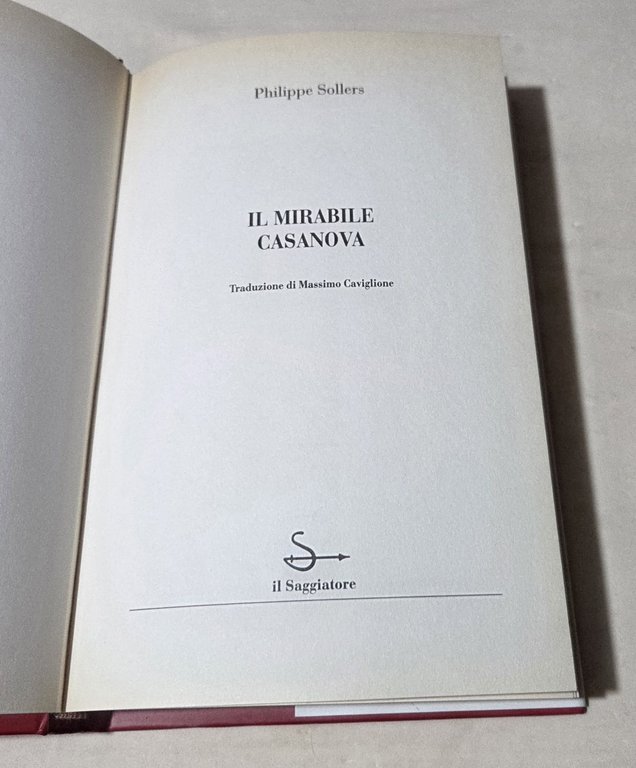 Philippe Sollers
IL MIRABILE
CASANOVA
Traduzione di Massimo Caviglione
il Saggiatore